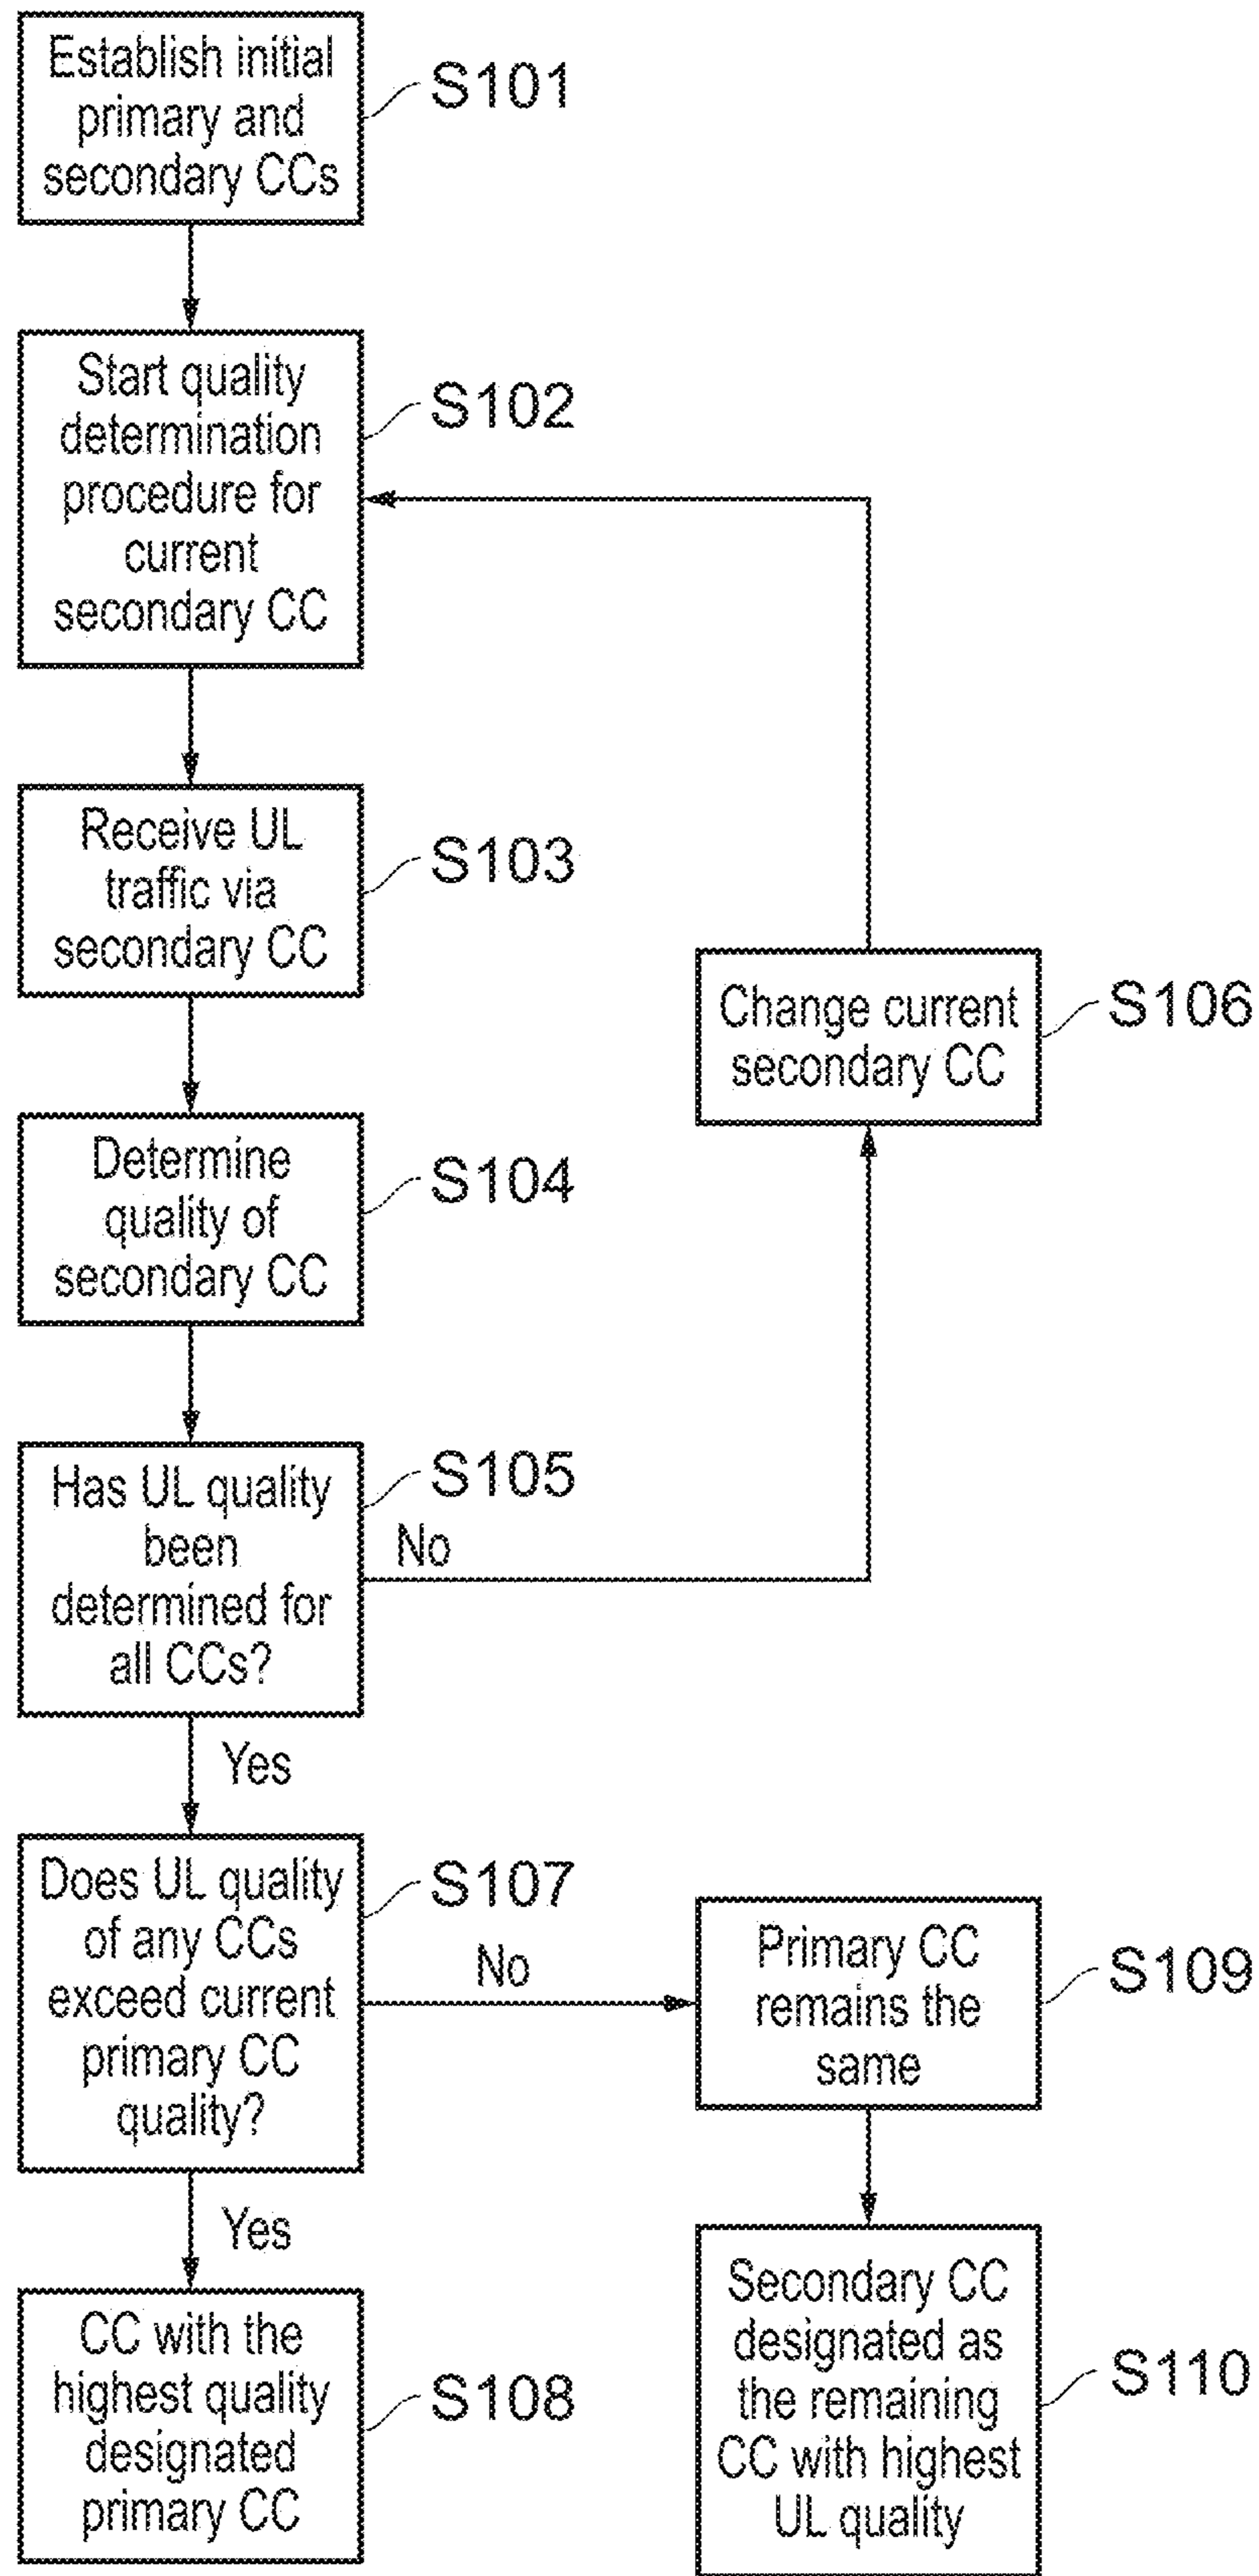 Establish initial
primary and
secondary CCs
S101
Start quality
determination
procedure for
current
secondary CC
S102
Receive UL
traffic via
secondary CC
S103
Change current
secondary CC
S106
Determine
quality of
secondary CC
S104
Has UL quality
been
determined for
all CCs?
S105
No
Yes
Does UL quality
of any CCs
exceed current
primary CC
quality?
S107
No
Primary CC
remains the
same
S109
Yes
CC with the
highest quality
designated
primary CC
S108
Secondary CC
designated as
the remaining
CC with highest
UL quality
S110